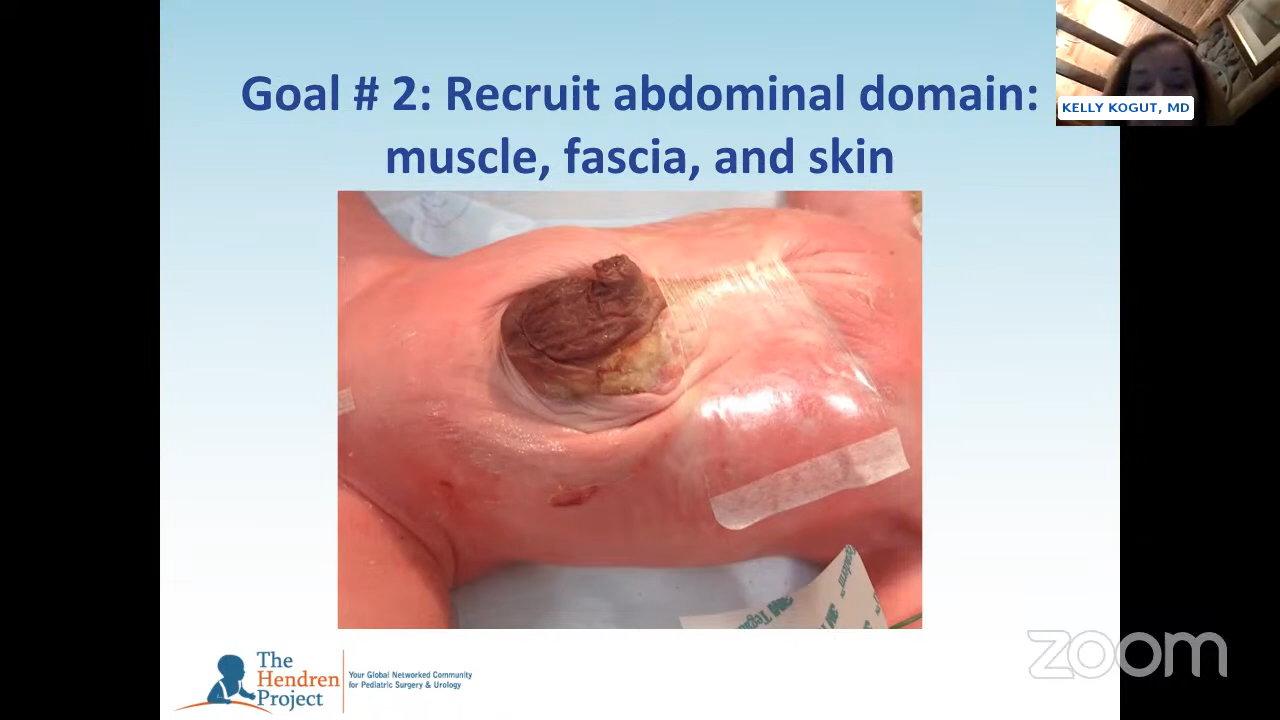 Goal # 2: Recruit abdominal domain:
muscle, fascia, and skin
KELLY KOGUT, MD
The
Hendren
Project
Your Global Networked Community
for Pediatric Surgery & Urology
zoom